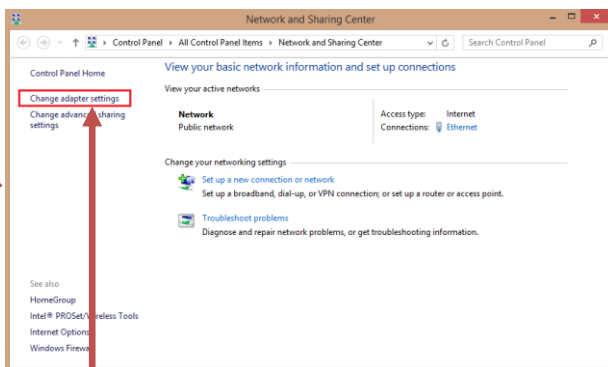 Network and Sharing Center
Control Panel ▸ All Control Panel Items ▸ Network and Sharing Center
Search Control Panel
Control Panel Home
Change adapter settings
Change advanced sharing
settings
See also
HomeGroup
Intel® PROSet/Wireless Tools
Internet Options
Windows Firewall
View your basic network information and set up connections
View your active networks
Network
Public network
Access type: Internet
Connections: Ethernet
Change your networking settings
Set up a new connection or network
Set up a broadband, dial-up, or VPN connection; or set up a router or access point.
Troubleshoot problems
Diagnose and repair network problems, or get troubleshooting information.